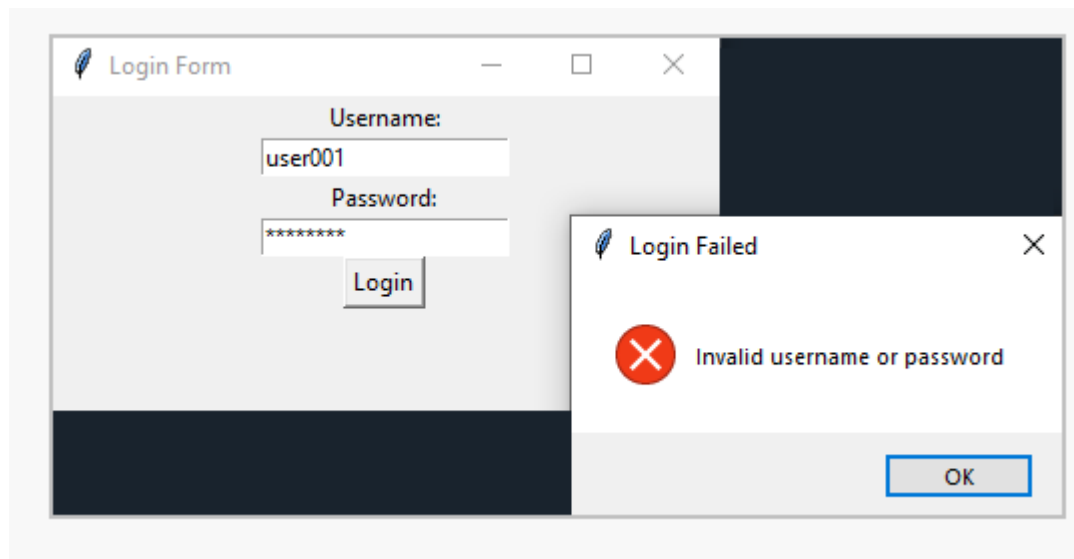 Login Form
Username:
user001
Password:
********
Login
Login Failed
Invalid username or password
OK